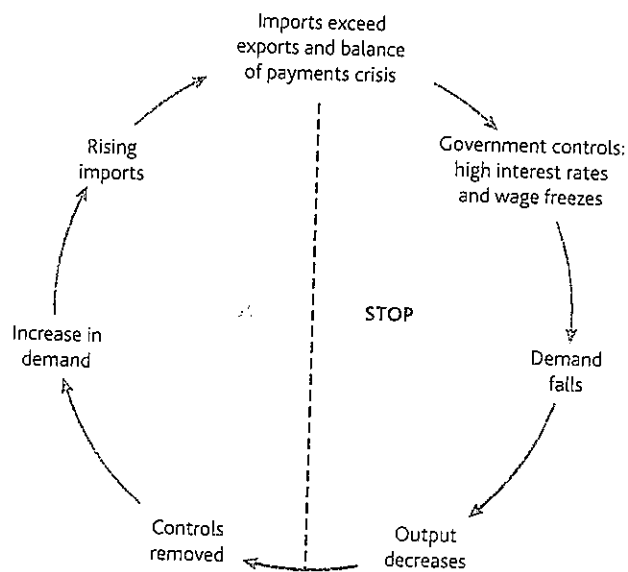 Imports exceed
exports and balance
of payments crisis
Government controls:
high interest rates
and wage freezes
Demand
falls
Output
decreases
Controls
removed
Increase in
demand
Rising
imports
STOP